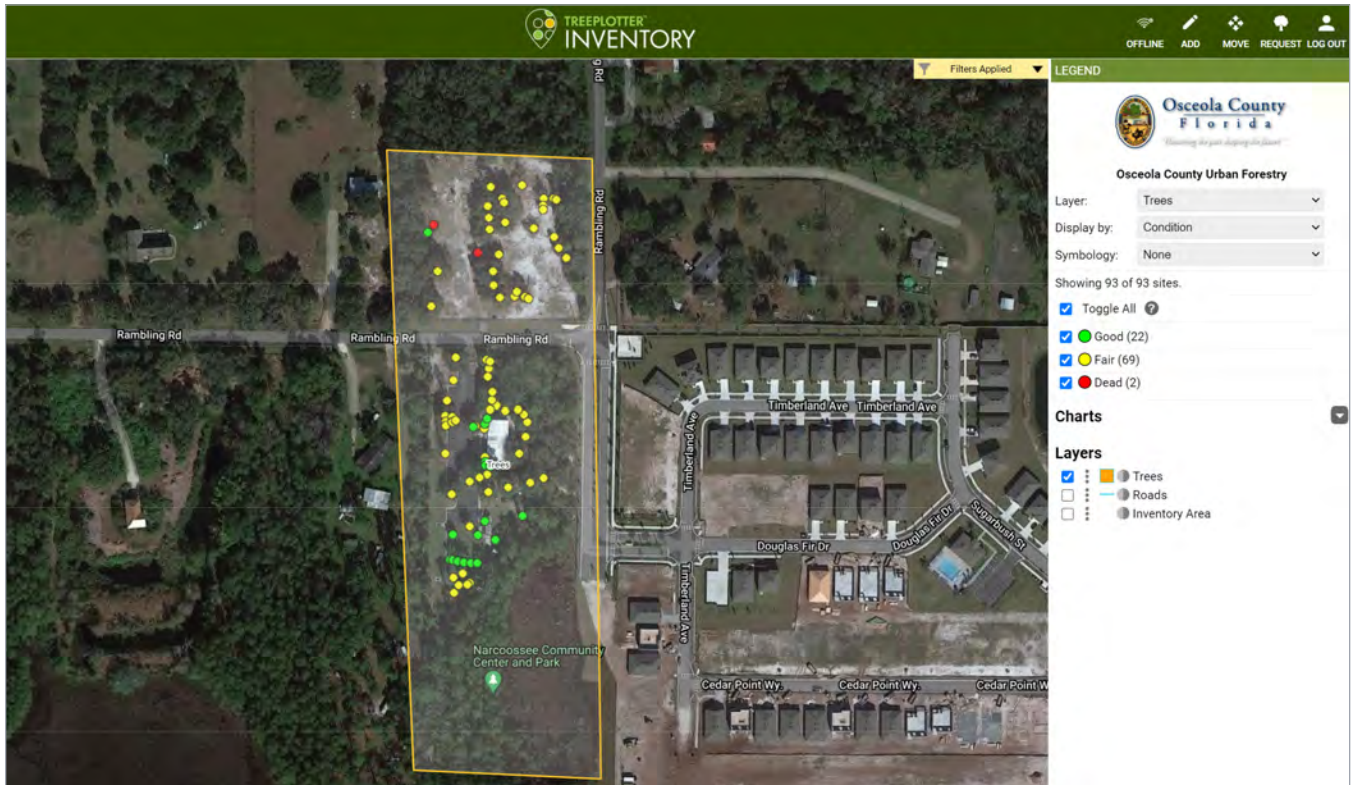 TREEPLOTTER
INVENTORY
OFFLINE
ADD
MOVE
REQUEST
LOG OUT
Filters Applied
LEGEND
Osceola County
Florida
Osceola County Urban Forestry
Layer: Trees
Display by: Condition
Symbology: None
Showing 93 of 93 sites.
Toggle All ?
Good (22)
Fair (69)
Dead (2)
Charts
Layers
Trees
Roads
Inventory Area
g Rd
Rambling Rd
Rambling Rd
Rambling Rd
Rambling Rd
Trees
Timberland Ave
Timberland Ave
Timberland Ave
Douglas Fir Dr
Douglas Fir Dr
Sugarbush St
Timberland Ave
Narcoossee Community
Center and Park
Cedar Point Wy.
Cedar Point Wy.
Cedar Point W